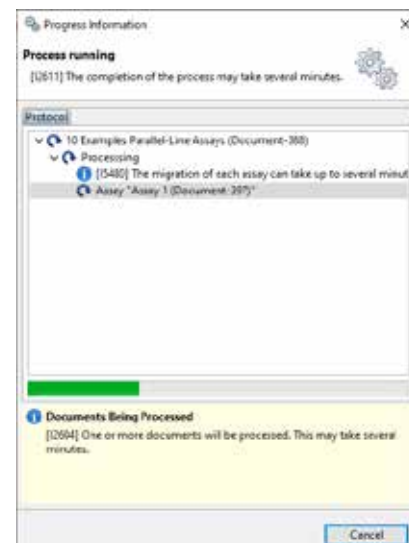 Progress Information
Process running
[I2611] The completion of the process may take several minutes.
Protocol
10 Examples Parallel-Line Assays (Document-388)
Processing
[I5480] The migration of each assay can take up to several minut
Assay "Assay 1 (Document-397)"
Documents Being Processed
[I2604] One or more documents will be processed. This may take several
minutes.
Cancel